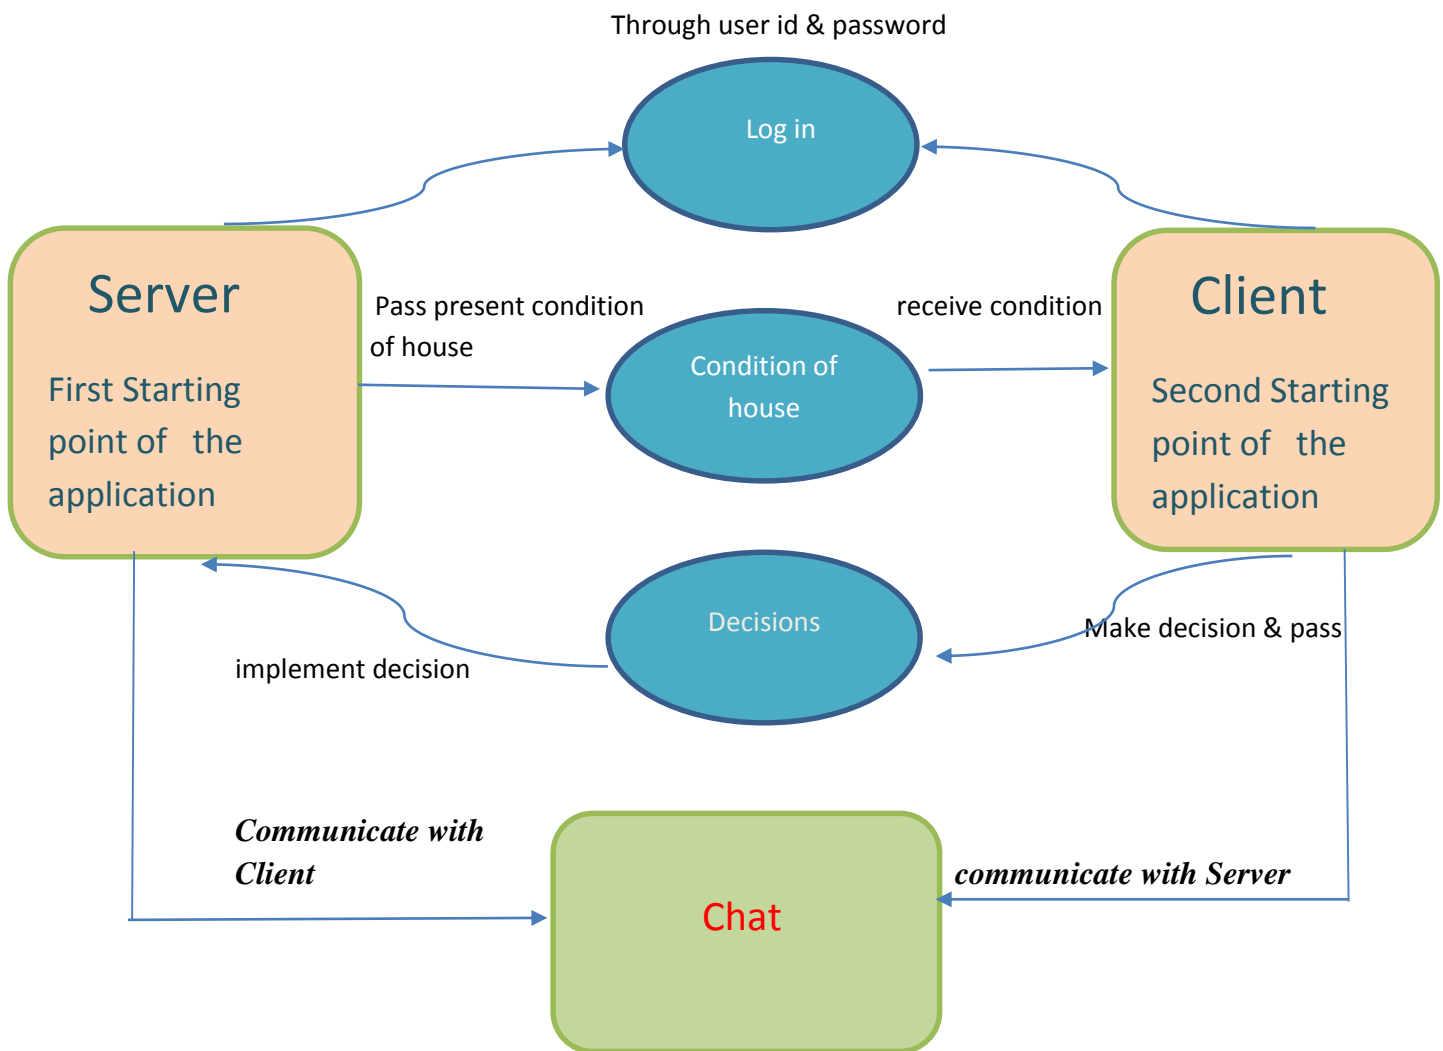 Through user id & password
Log in
Server
First Starting
point of the
application
Pass present condition
of house
Condition of
house
receive condition
Client
Second Starting
point of the
application
Decisions
Make decision & pass
implement decision
Communicate with
Client
Chat
communicate with Server